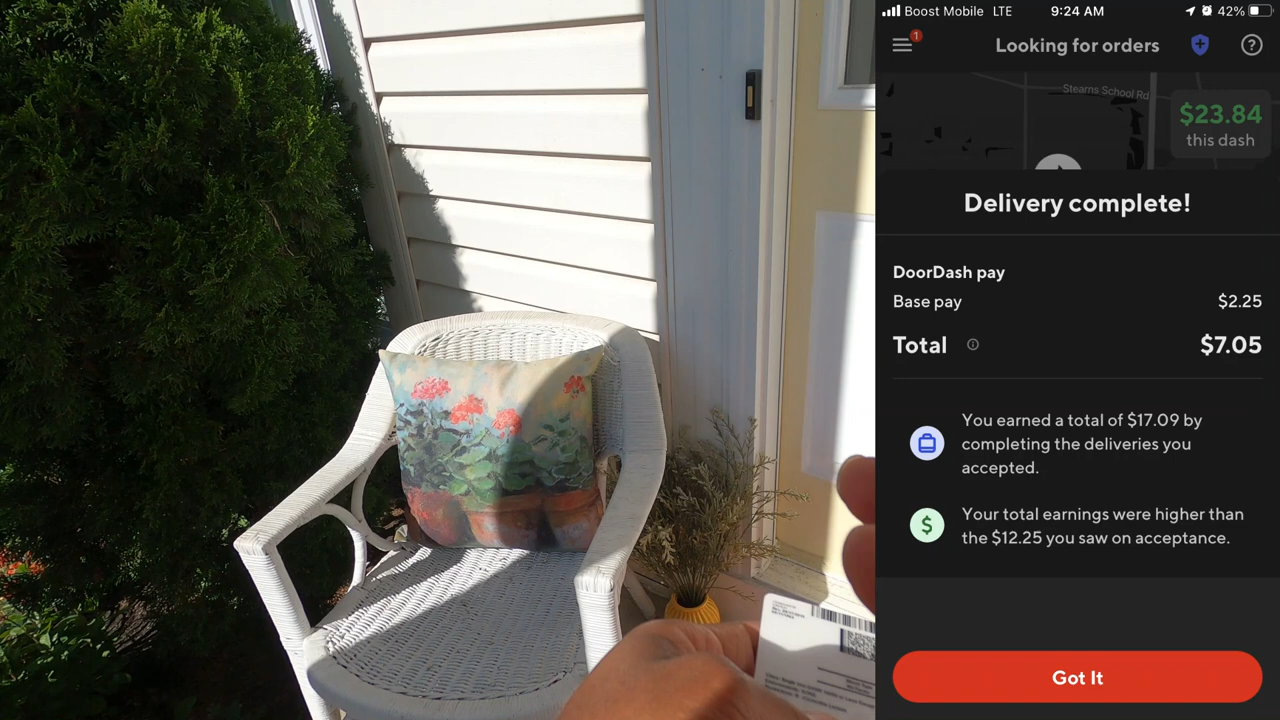 Boost Mobile LTE 9:24 AM 42%
1
Looking for orders
?
Stearns School Rd
$23.84
this dash
Delivery complete!
DoorDash pay
Base pay $2.25
Total $7.05
You earned a total of $17.09 by
completing the deliveries you
accepted.
$
Your total earnings were higher than
the $12.25 you saw on acceptance.
Got It